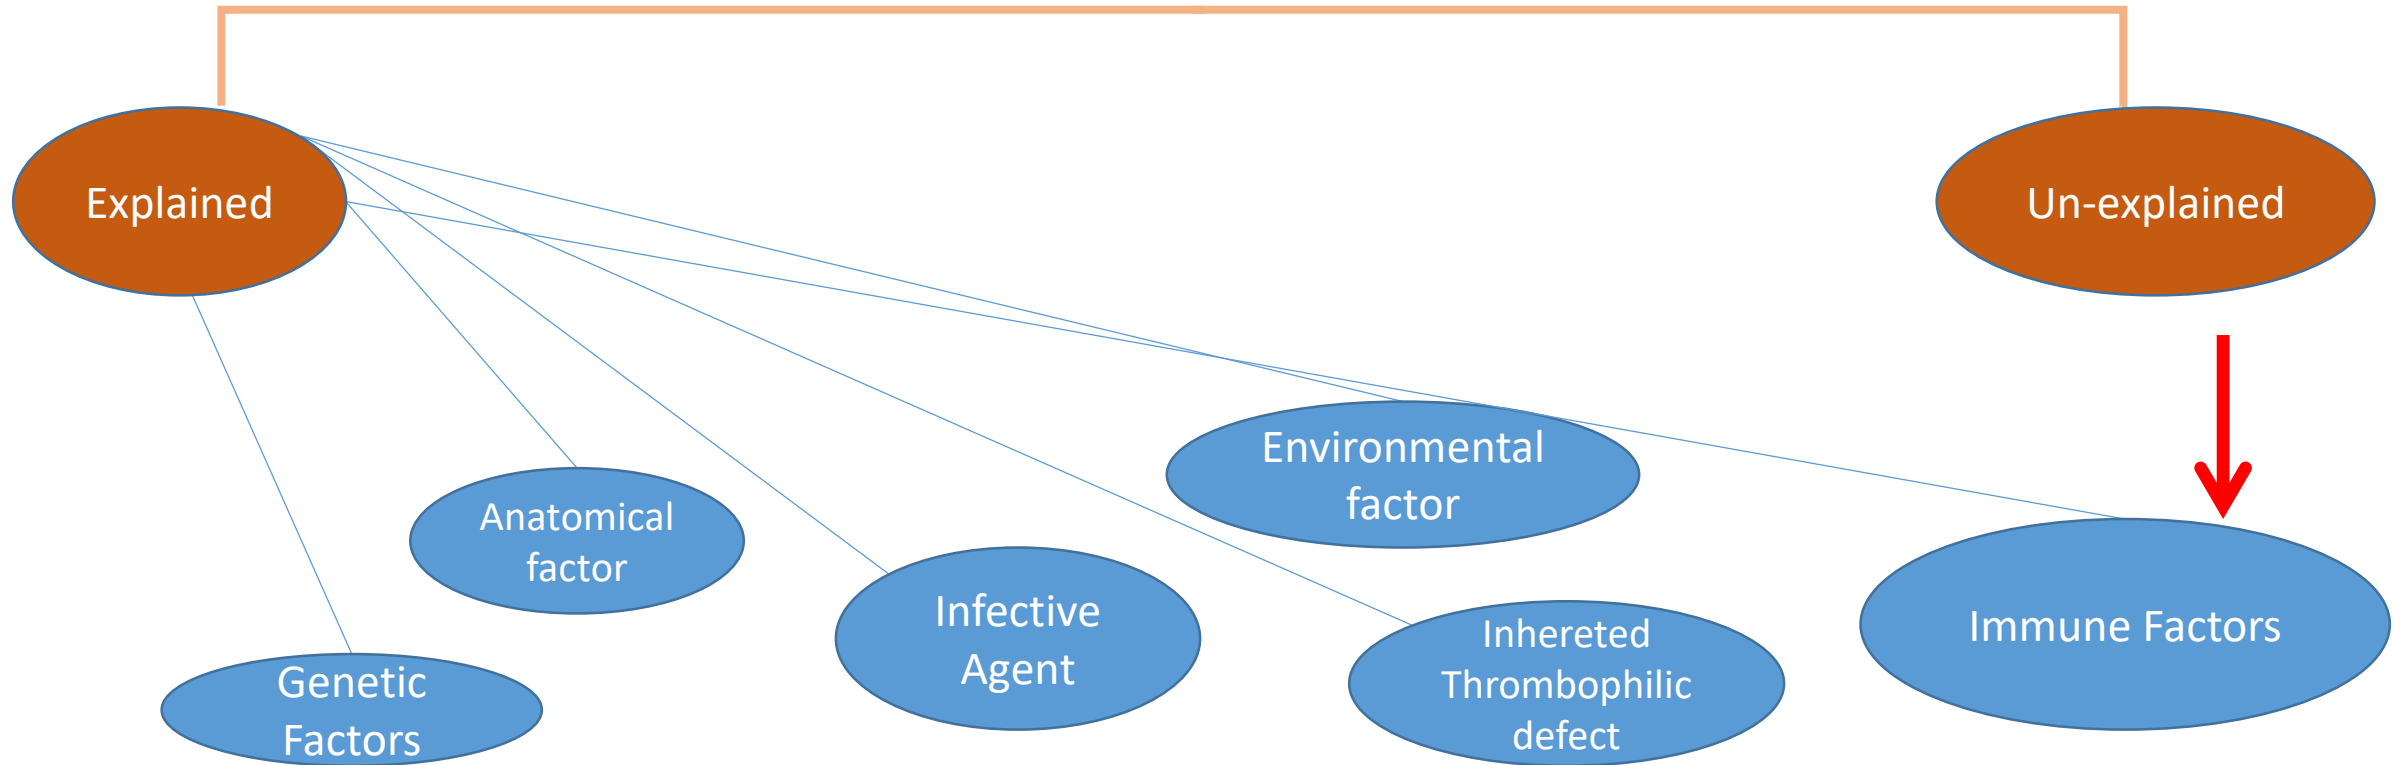 Explained
Un-explained
Environmental
factor
Anatomical
factor
Infective
Agent
Immune Factors
Inhereted
Thrombophilic
defect
Genetic
Factors